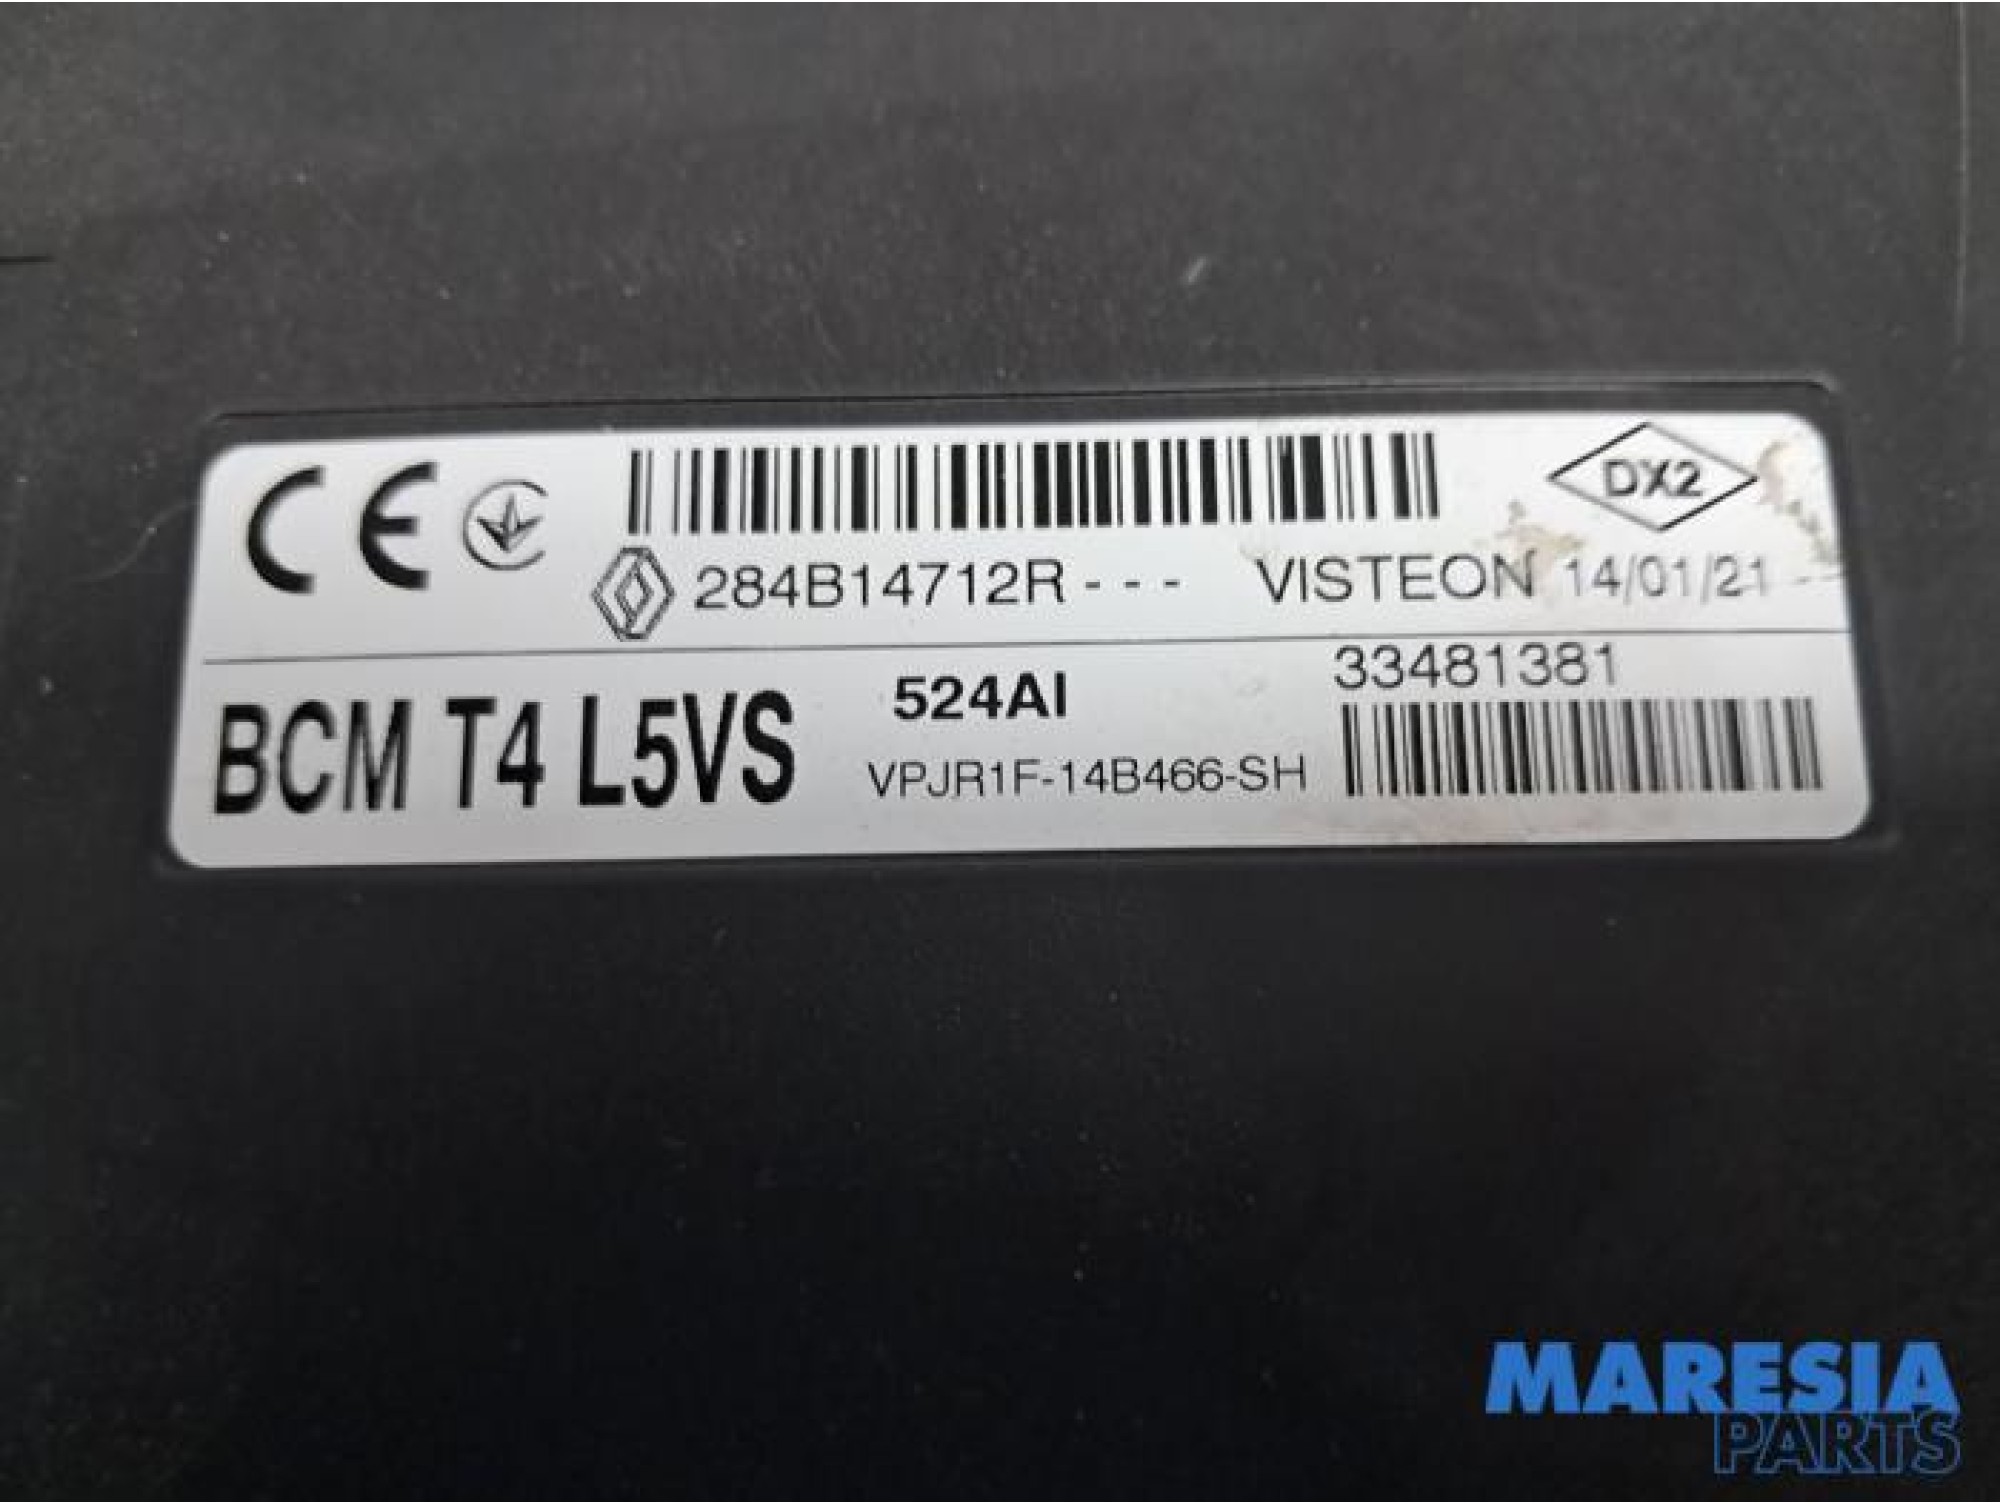 CE
DX2
284B14712R - - - VISTEON 14/01/21
BCM T4 L5VS
524AI
33481381
VPJR1F-14B466-SH
MARESIA
PARTS